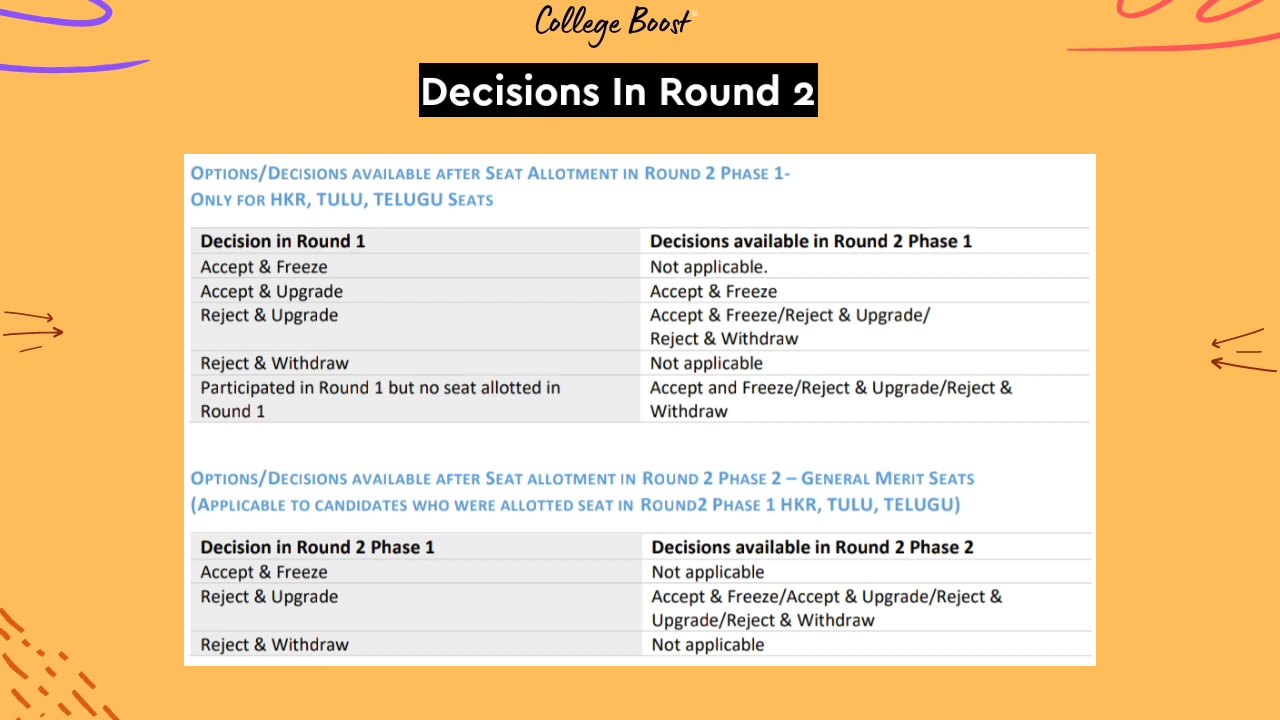 College Boost
Decisions In Round 2
OPTIONS/DECISIONS AVAILABLE AFTER SEAT ALLOTMENT IN ROUND 2 PHASE 1-
ONLY FOR HKR, TULU, TELUGU SEATS
Decision in Round 1 Decisions available in Round 2 Phase 1
Accept & Freeze Not applicable.
Accept & Upgrade Accept & Freeze
Reject & Upgrade Accept & Freeze/Reject & Upgrade/
Reject & Withdraw
Reject & Withdraw Not applicable
Participated in Round 1 but no seat allotted in Accept and Freeze/Reject & Upgrade/Reject &
Round 1 Withdraw
OPTIONS/DECISIONS AVAILABLE AFTER SEAT ALLOTMENT IN ROUND 2 PHASE 2 – GENERAL MERIT SEATS
(APPLICABLE TO CANDIDATES WHO WERE ALLOTTED SEAT IN ROUND2 PHASE 1 HKR, TULU, TELUGU)
Decision in Round 2 Phase 1 Decisions available in Round 2 Phase 2
Accept & Freeze Not applicable
Reject & Upgrade Accept & Freeze/Accept & Upgrade/Reject &
Upgrade/Reject & Withdraw
Reject & Withdraw Not applicable